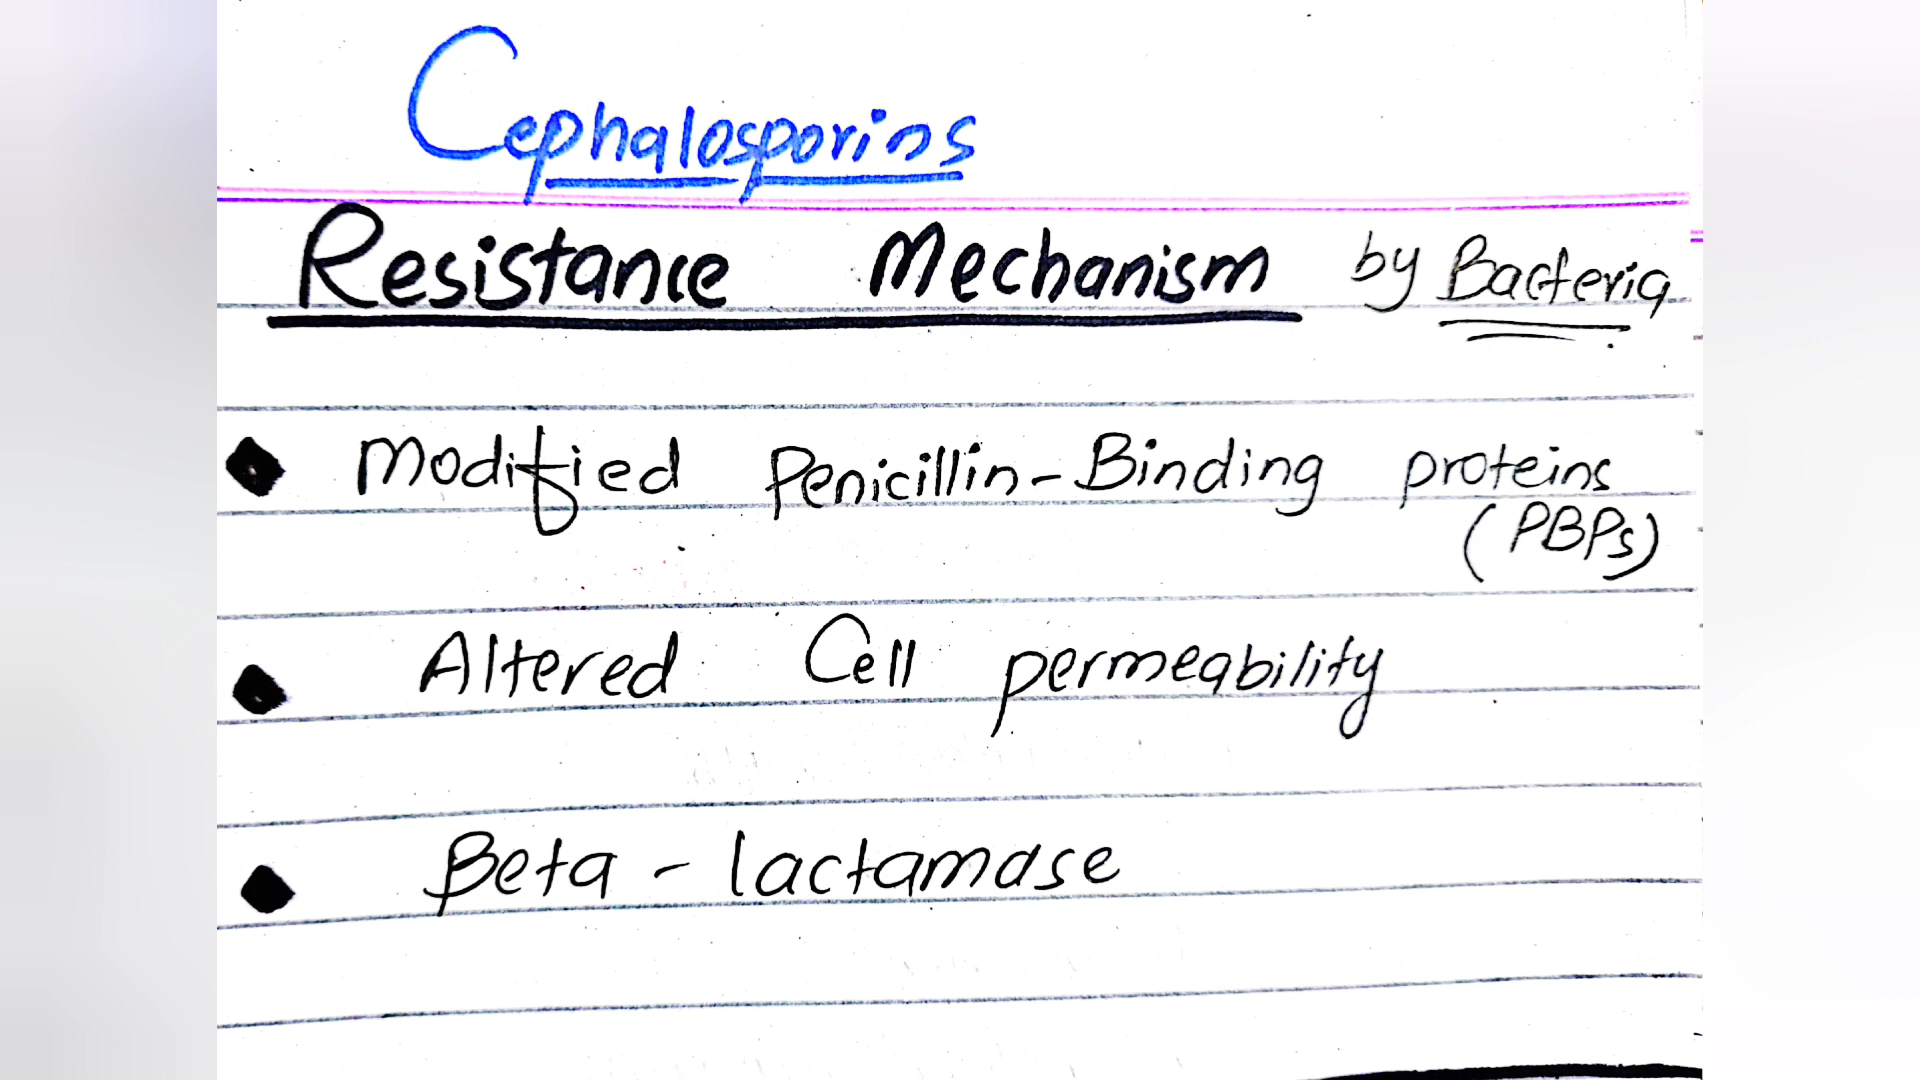 Cephalosporins
Resistance Mechanism by Bacteria
Modified Penicillin-Binding proteins
(PBPs)
Altered Cell permeability
Beta - lactamase